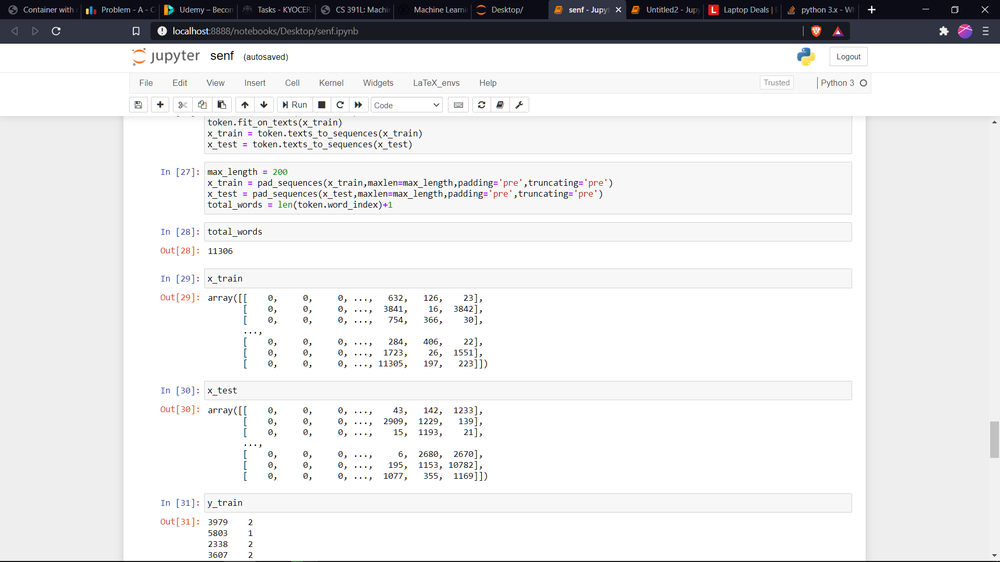 Container with
Problem - A - C
Udemy – Becom
Tasks - KYOCER
CS 391L: Machi
Machine Learni
Desktop/
senf - Jupyt
Untitled2 - Jupy
L
Laptop Deals |
python 3.x - Wh
localhost:8888/notebooks/Desktop/senf.ipynb
jupyter senf (autosaved)
Logout
File Edit View Insert Cell Kernel Widgets LaTeX_envs Help
Trusted
Python 3
Run
Code
token.fit_on_texts(x_train)
x_train = token.texts_to_sequences(x_train)
x_test = token.texts_to_sequences(x_test)
In [27]: max_length = 200
x_train = pad_sequences(x_train,maxlen=max_length,padding='pre',truncating='pre')
x_test = pad_sequences(x_test,maxlen=max_length,padding='pre',truncating='pre')
total_words = len(token.word_index)+1
In [28]: total_words
Out[28]: 11306
In [29]: x_train
Out[29]: array([[    0,     0,     0, ...,   632,   126,    23],
[    0,     0,     0, ...,  3841,    16,  3842],
[    0,     0,     0, ...,   754,   366,    30],
...,
[    0,     0,     0, ...,   284,   406,    22],
[    0,     0,     0, ...,  1723,    26,  1551],
[    0,     0,     0, ..., 11305,   197,   223]])
In [30]: x_test
Out[30]: array([[    0,     0,     0, ...,    43,   142,  1233],
[    0,     0,     0, ...,  2909,  1229,   139],
[    0,     0,     0, ...,    15,  1193,    21],
...,
[    0,     0,     0, ...,     6,  2680,  2670],
[    0,     0,     0, ...,   195,  1153, 10782],
[    0,     0,     0, ...,  1077,   355,  1169]])
In [31]: y_train
Out[31]: 3979    2
5803    1
2338    2
3607    2